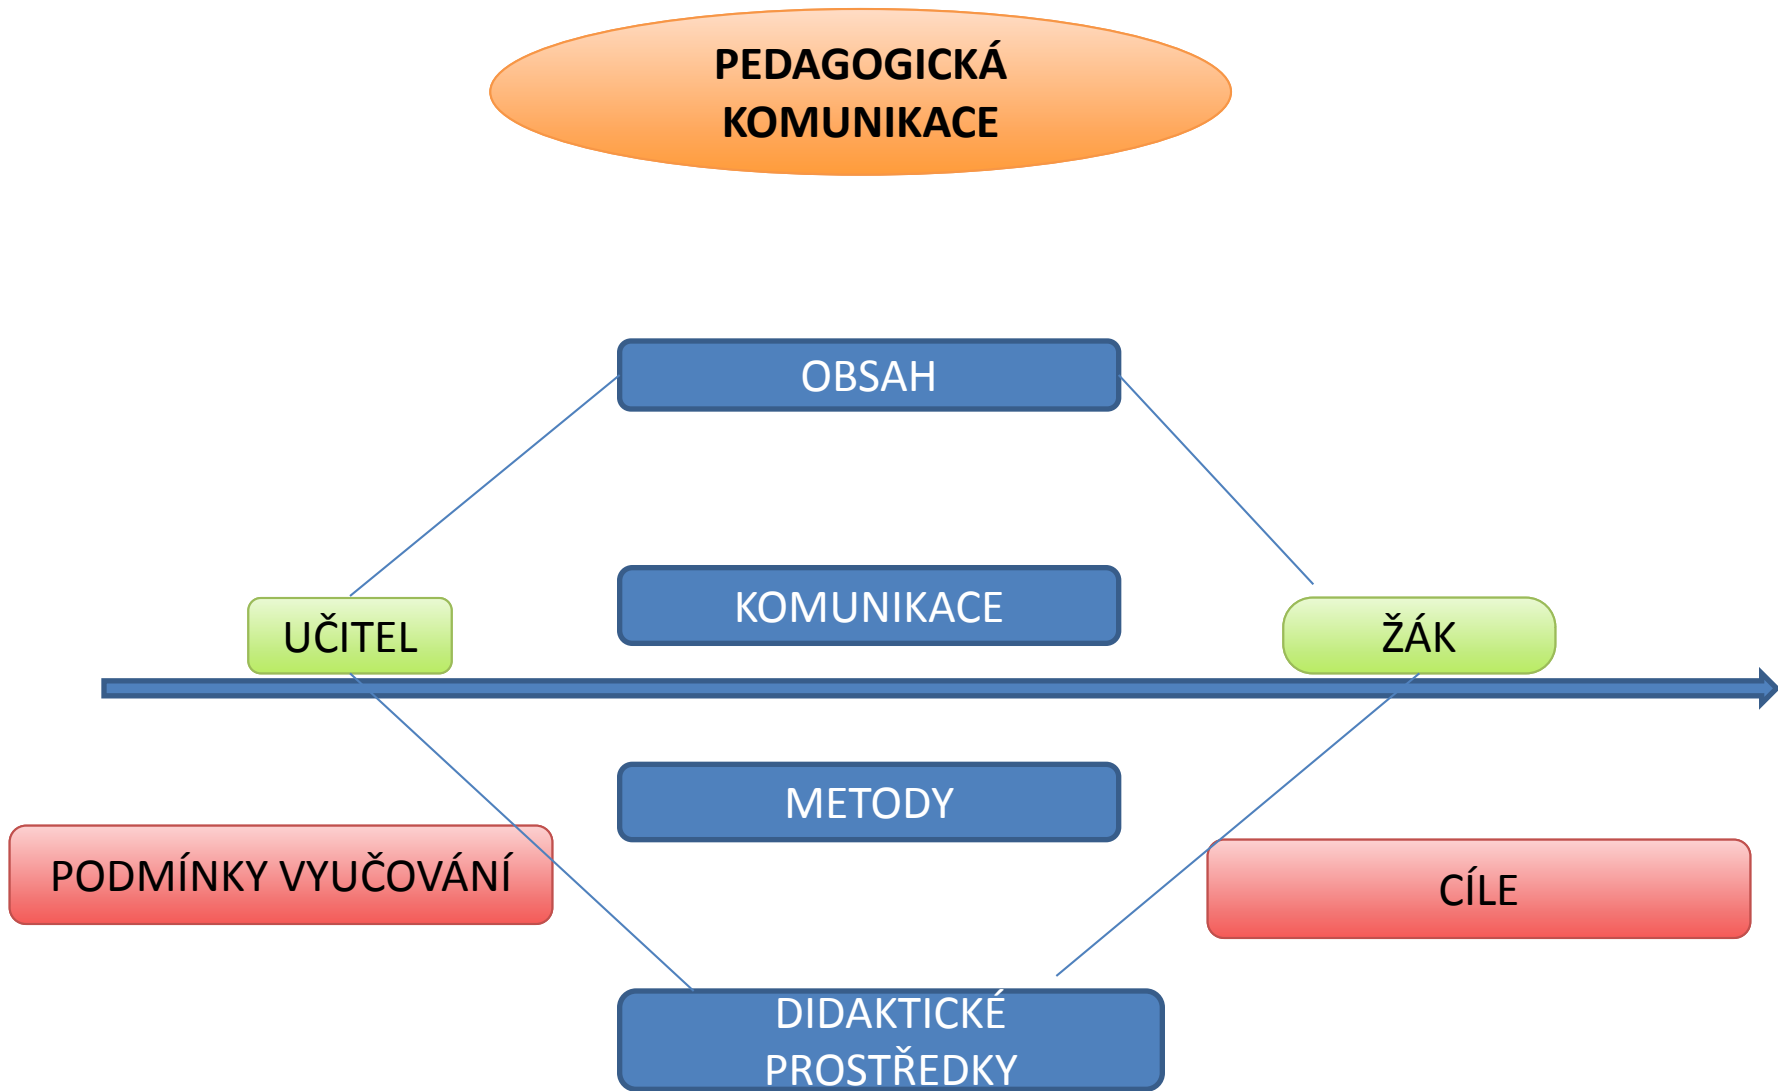 PEDAGOGICKÁ
KOMUNIKACE
OBSAH
KOMUNIKACE
UČITEL
ŽÁK
METODY
PODMÍNKY VYUČOVÁNÍ
CÍLE
DIDAKTICKÉ
PROSTŘEDKY